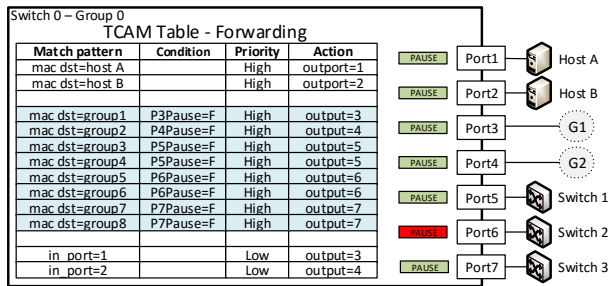 Switch 0 – Group 0
TCAM Table - Forwarding
Match pattern Condition Priority Action
mac dst=host A High outport=1
mac dst=host B High outport=2
mac dst=group1 P3Pause=F High output=3
mac dst=group2 P4Pause=F High output=4
mac dst=group3 P5Pause=F High output=5
mac dst=group4 P5Pause=F High output=5
mac dst=group5 P6Pause=F High output=6
mac dst=group6 P6Pause=F High output=6
mac dst=group7 P7Pause=F High output=7
mac dst=group8 P7Pause=F High output=7
in_port=1 Low output=3
in_port=2 Low output=4
PAUSE Port1 Host A
PAUSE Port2 Host B
PAUSE Port3 G1
PAUSE Port4 G2
PAUSE Port5 Switch 1
PAUSE Port6 Switch 2
PAUSE Port7 Switch 3